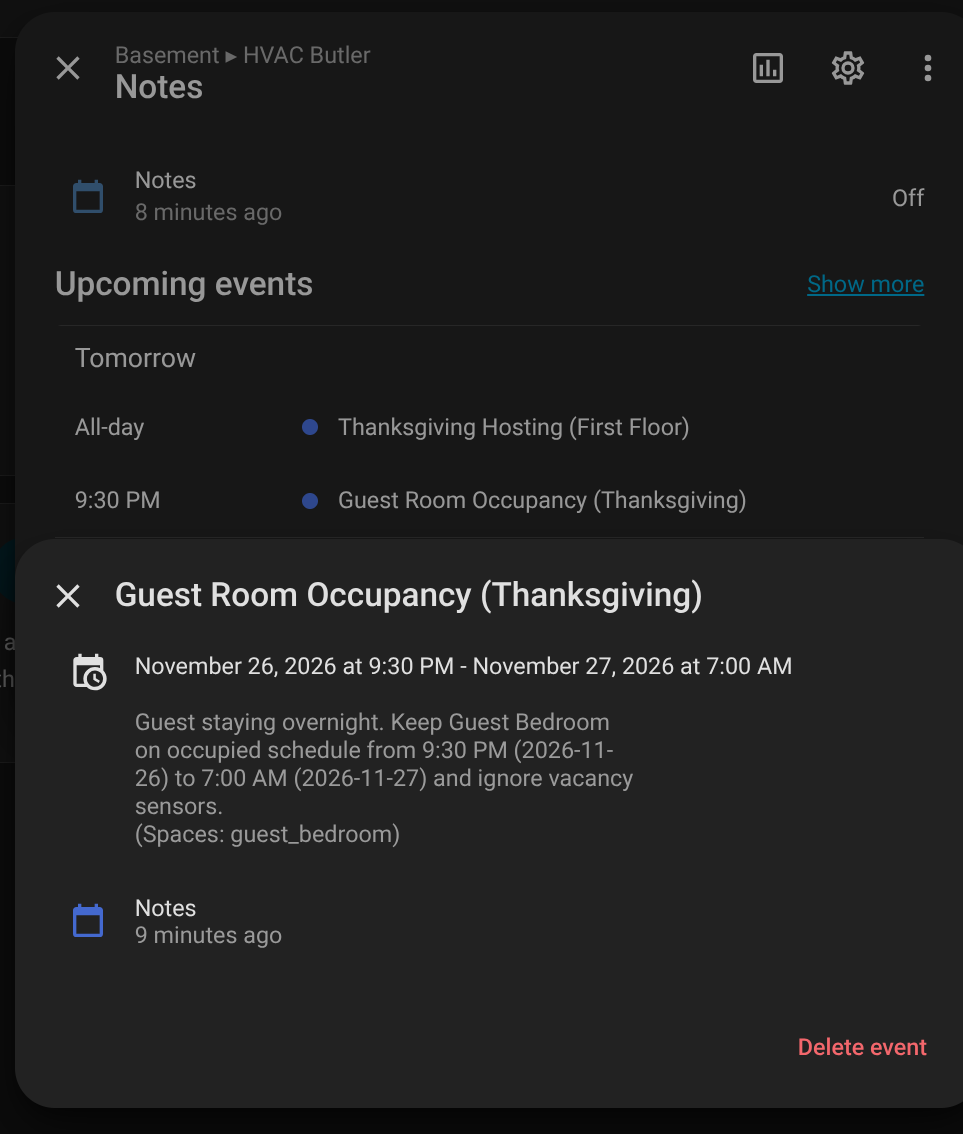 Basement ▸ HVAC Butler
Notes
Notes
8 minutes ago
Off
Upcoming events
Show more
Tomorrow
All-day
Thanksgiving Hosting (First Floor)
9:30 PM
Guest Room Occupancy (Thanksgiving)
Guest Room Occupancy (Thanksgiving)
November 26, 2026 at 9:30 PM - November 27, 2026 at 7:00 AM
Guest staying overnight. Keep Guest Bedroom
on occupied schedule from 9:30 PM (2026-11-
26) to 7:00 AM (2026-11-27) and ignore vacancy
sensors.
(Spaces: guest_bedroom)
Notes
9 minutes ago
Delete event